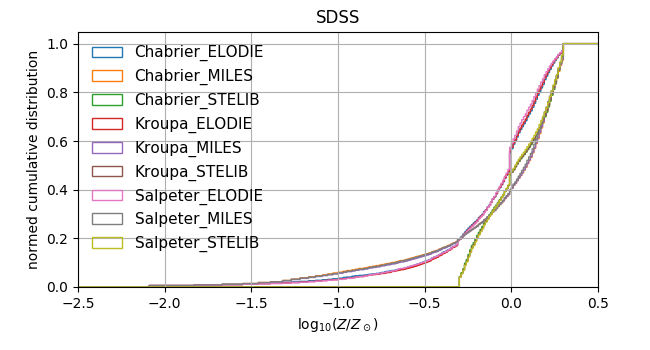 SDSS
normed cumulative distribution
1.0
0.8
0.6
0.4
0.2
0.0
Chabrier_ELODIE
Chabrier_MILES
Chabrier_STELIB
Kroupa_ELODIE
Kroupa_MILES
Kroupa_STELIB
Salpeter_ELODIE
Salpeter_MILES
Salpeter_STELIB
−2.5 −2.0 −1.5 −1.0 −0.5 0.0 0.5
log₁₀(Z/Z⊙)